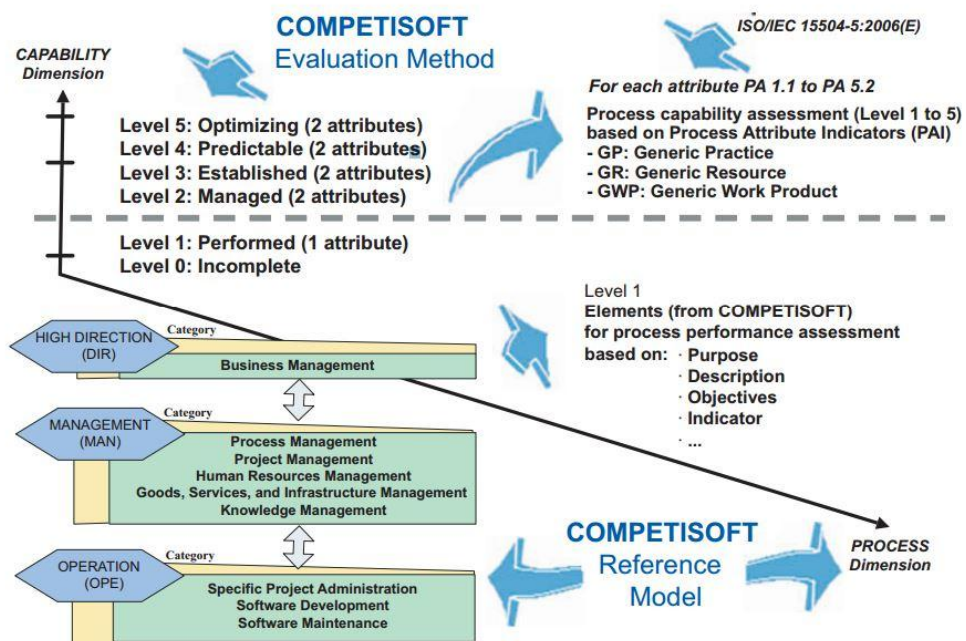 COMPETISOFT
Evaluation Method
ISO/IEC 15504-5:2006(E)
CAPABILITY
Dimension
For each attribute PA 1.1 to PA 5.2
Process capability assessment (Level 1 to 5)
based on Process Attribute Indicators (PAI)
- GP: Generic Practice
- GR: Generic Resource
- GWP: Generic Work Product
Level 5: Optimizing (2 attributes)
Level 4: Predictable (2 attributes)
Level 3: Established (2 attributes)
Level 2: Managed (2 attributes)
Level 1: Performed (1 attribute)
Level 0: Incomplete
Level 1
Elements (from COMPETISOFT)
for process performance assessment
based on:
· Purpose
· Description
· Objectives
· Indicator
· ...
HIGH DIRECTION
(DIR)
Category
Business Management
MANAGEMENT
(MAN)
Category
Process Management
Project Management
Human Resources Management
Goods, Services, and Infrastructure Management
Knowledge Management
OPERATION
(OPE)
Category
Specific Project Administration
Software Development
Software Maintenance
COMPETISOFT
Reference
Model
PROCESS
Dimension